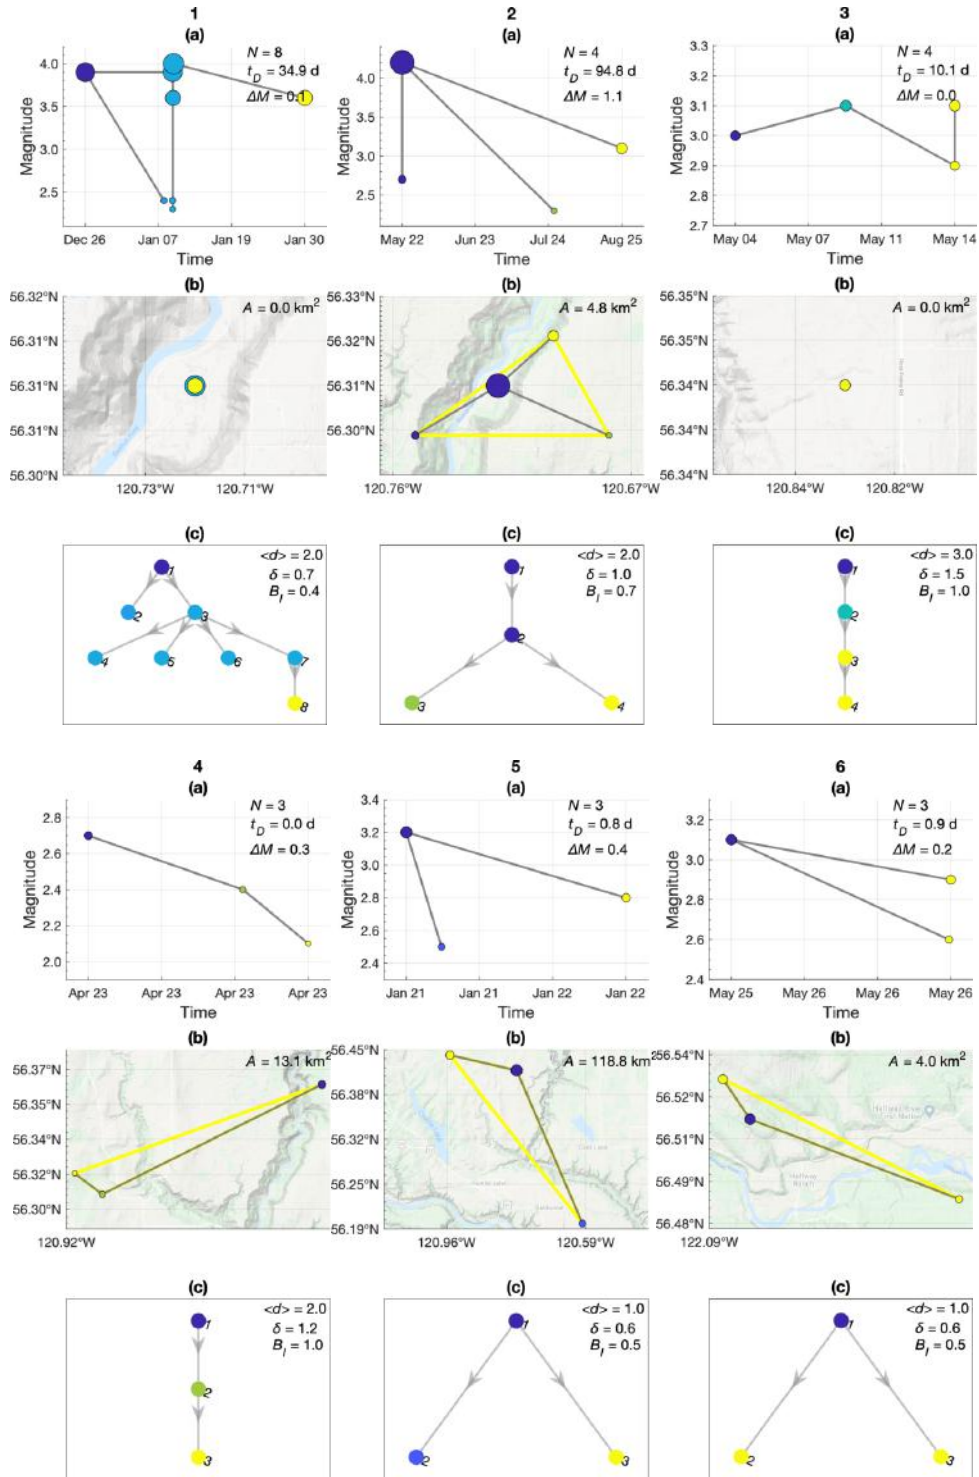 1
(a)
N = 8
t_D = 34.9 d
ΔM = 0.1
4.0
3.5
3.0
2.5
Magnitude
Dec 26
Jan 07
Jan 19
Jan 30
Time
2
(a)
N = 4
t_D = 94.8 d
ΔM = 1.1
4.0
3.5
3.0
2.5
Magnitude
May 22
Jun 23
Jul 24
Aug 25
Time
3
(a)
N = 4
t_D = 10.1 d
ΔM = 0.0
3.3
3.2
3.1
3.0
2.9
2.8
2.7
Magnitude
May 04
May 07
May 11
May 14
Time
(b)
A = 0.0 km²
56.32°N
56.31°N
56.31°N
56.31°N
56.30°N
120.73°W
120.71°W
(b)
A = 4.8 km²
56.33°N
56.32°N
56.31°N
56.30°N
120.76°W
120.67°W
(b)
A = 0.0 km²
56.35°N
56.35°N
56.34°N
56.34°N
56.34°N
120.84°W
120.82°W
(c)
<d> = 2.0
δ = 0.7
B_I = 0.4
1
2
3
4
5
6
7
8
(c)
<d> = 2.0
δ = 1.0
B_I = 0.7
1
2
3
4
(c)
<d> = 3.0
δ = 1.5
B_I = 1.0
1
2
3
4
4
(a)
N = 3
t_D = 0.0 d
ΔM = 0.3
2.8
2.6
2.4
2.2
2.0
Magnitude
Apr 23
Apr 23
Apr 23
Apr 23
Time
5
(a)
N = 3
t_D = 0.8 d
ΔM = 0.4
3.4
3.2
3.0
2.8
2.6
2.4
Magnitude
Jan 21
Jan 21
Jan 22
Jan 22
Time
6
(a)
N = 3
t_D = 0.9 d
ΔM = 0.2
3.2
3.0
2.8
2.6
2.4
Magnitude
May 25
May 26
May 26
May 26
Time
(b)
A = 13.1 km²
56.37°N
56.35°N
56.34°N
56.32°N
56.30°N
120.92°W
(b)
A = 118.8 km²
56.45°N
56.38°N
56.32°N
56.25°N
56.19°N
120.96°W
120.59°W
(b)
A = 4.0 km²
56.54°N
56.52°N
56.51°N
56.49°N
56.48°N
122.09°W
(c)
<d> = 2.0
δ = 1.2
B_I = 1.0
1
2
3
(c)
<d> = 1.0
δ = 0.6
B_I = 0.5
1
2
3
(c)
<d> = 1.0
δ = 0.6
B_I = 0.5
1
2
3